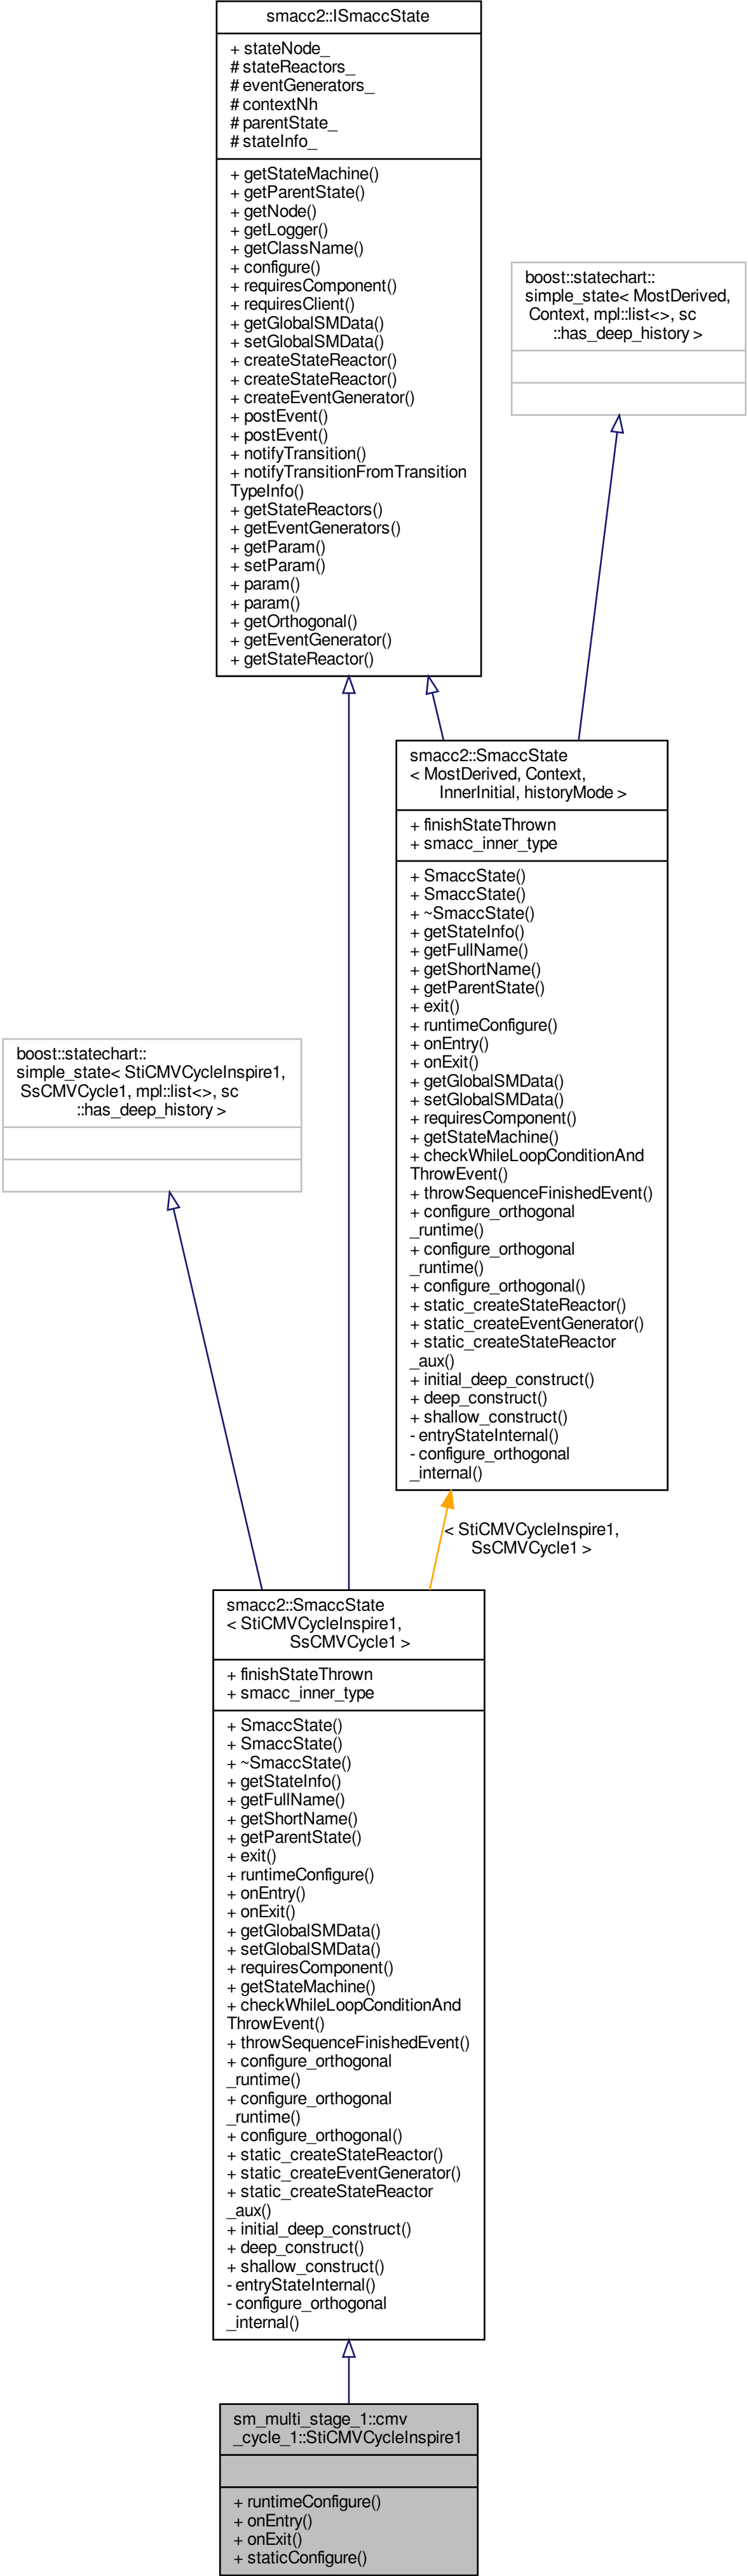 smacc2::ISmaccState
+ stateNode_
# stateReactors_
# eventGenerators_
# contextNh
# parentState_
# stateInfo_
+ getStateMachine()
+ getParentState()
+ getNode()
+ getLogger()
+ getClassName()
+ configure()
+ requiresComponent()
+ requiresClient()
+ getGlobalSMData()
+ setGlobalSMData()
+ createStateReactor()
+ createStateReactor()
+ createEventGenerator()
+ postEvent()
+ postEvent()
+ notifyTransition()
+ notifyTransitionFromTransition
TypeInfo()
+ getStateReactors()
+ getEventGenerators()
+ getParam()
+ setParam()
+ param()
+ param()
+ getOrthogonal()
+ getEventGenerator()
+ getStateReactor()
boost::statechart::
simple_state< MostDerived,
Context, mpl::list<>, sc
::has_deep_history >
smacc2::SmaccState
< MostDerived, Context,
InnerInitial, historyMode >
+ finishStateThrown
+ smacc_inner_type
+ SmaccState()
+ SmaccState()
+ ~SmaccState()
+ getStateInfo()
+ getFullName()
+ getShortName()
+ getParentState()
+ exit()
+ runtimeConfigure()
+ onEntry()
+ onExit()
+ getGlobalSMData()
+ setGlobalSMData()
+ requiresComponent()
+ getStateMachine()
+ checkWhileLoopConditionAnd
ThrowEvent()
+ throwSequenceFinishedEvent()
+ configure_orthogonal
_runtime()
+ configure_orthogonal
_runtime()
+ configure_orthogonal()
+ static_createStateReactor()
+ static_createEventGenerator()
+ static_createStateReactor
_aux()
+ initial_deep_construct()
+ deep_construct()
+ shallow_construct()
- entryStateInternal()
- configure_orthogonal
_internal()
boost::statechart::
simple_state< StiCMVCycleInspire1,
SsCMVCycle1, mpl::list<>, sc
::has_deep_history >
< StiCMVCycleInspire1,
SsCMVCycle1 >
smacc2::SmaccState
< StiCMVCycleInspire1,
SsCMVCycle1 >
+ finishStateThrown
+ smacc_inner_type
+ SmaccState()
+ SmaccState()
+ ~SmaccState()
+ getStateInfo()
+ getFullName()
+ getShortName()
+ getParentState()
+ exit()
+ runtimeConfigure()
+ onEntry()
+ onExit()
+ getGlobalSMData()
+ setGlobalSMData()
+ requiresComponent()
+ getStateMachine()
+ checkWhileLoopConditionAnd
ThrowEvent()
+ throwSequenceFinishedEvent()
+ configure_orthogonal
_runtime()
+ configure_orthogonal
_runtime()
+ configure_orthogonal()
+ static_createStateReactor()
+ static_createEventGenerator()
+ static_createStateReactor
_aux()
+ initial_deep_construct()
+ deep_construct()
+ shallow_construct()
- entryStateInternal()
- configure_orthogonal
_internal()
sm_multi_stage_1::cmv
_cycle_1::StiCMVCycleInspire1
+ runtimeConfigure()
+ onEntry()
+ onExit()
+ staticConfigure()